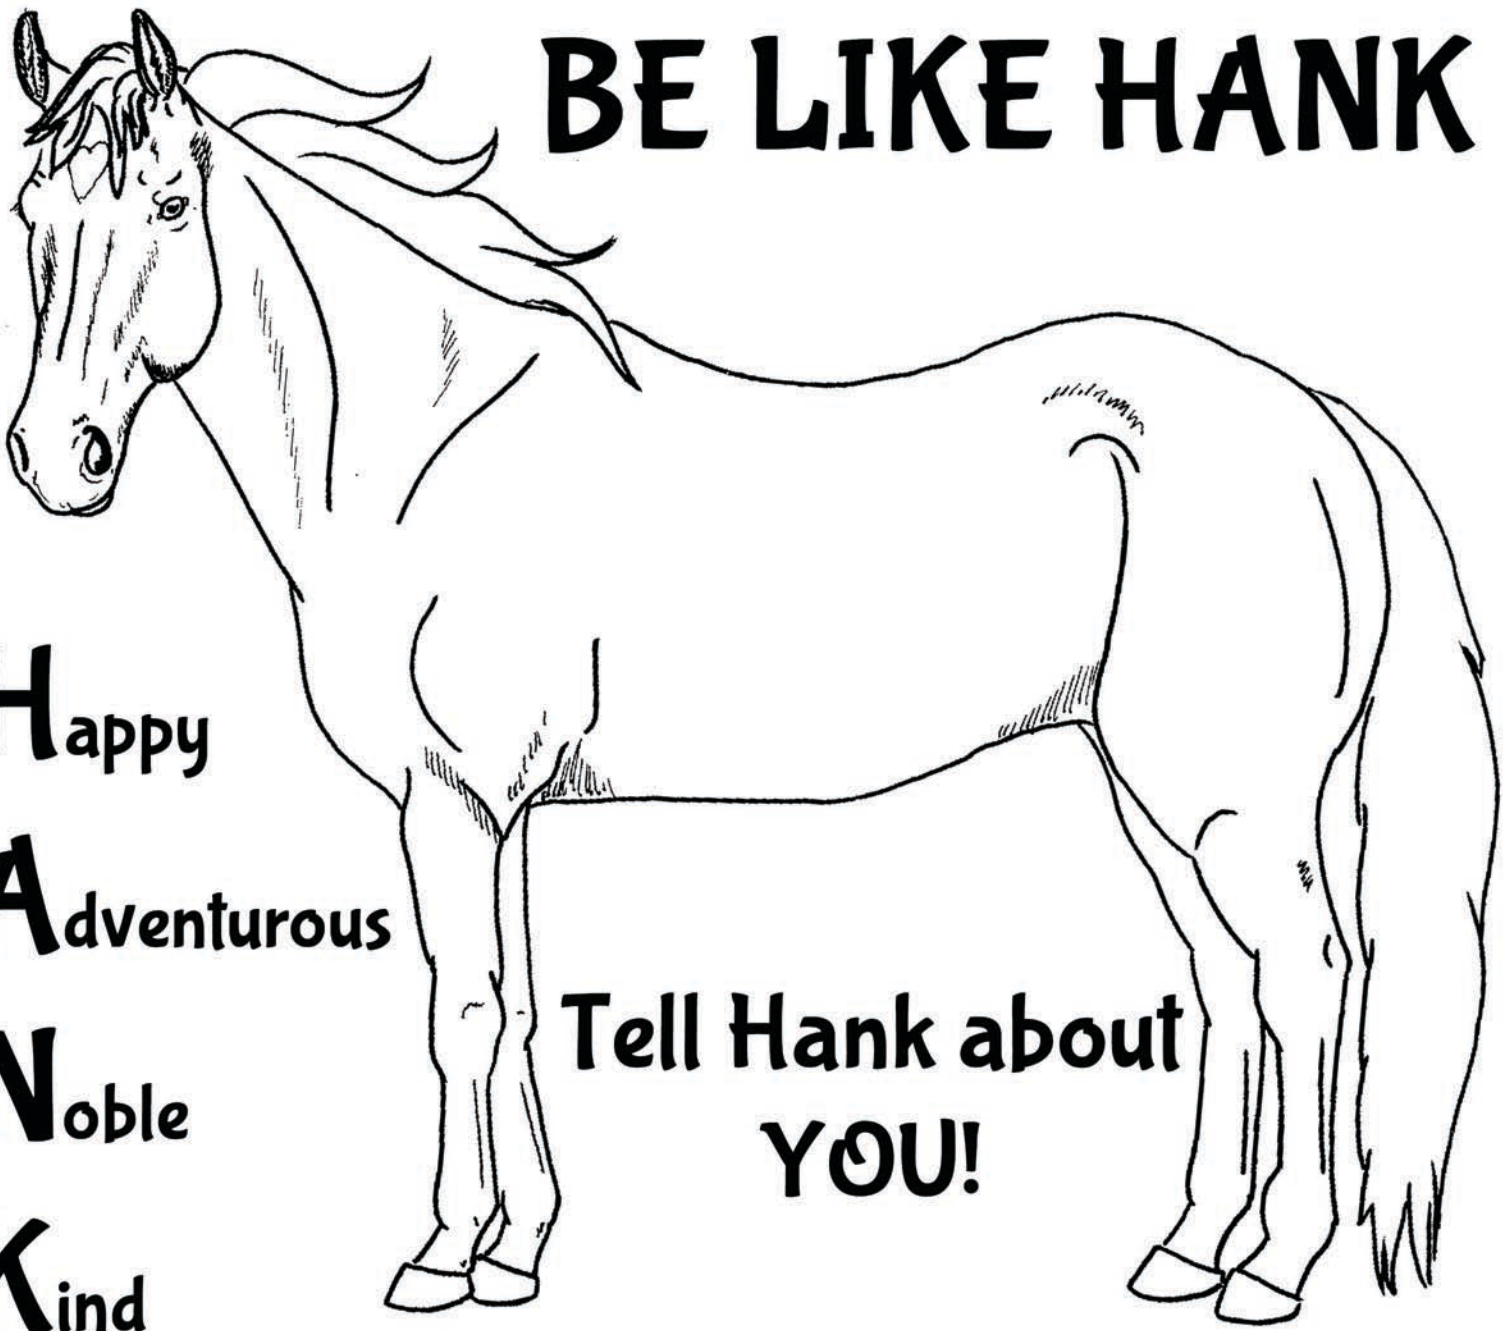 BE LIKE HANK
Happy
Adventurous
Noble
Kind
Tell Hank about
YOU!